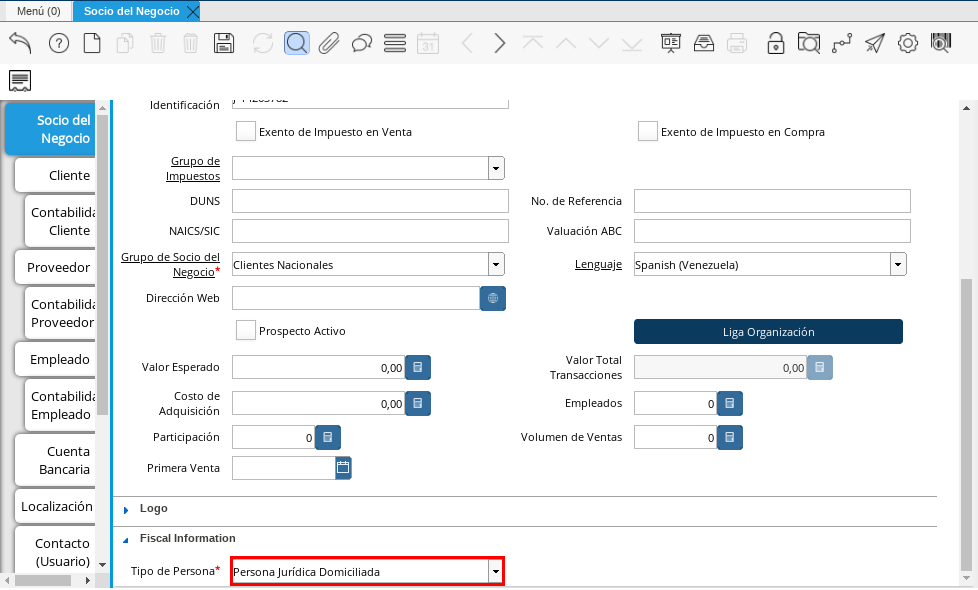 Menú (0)
Socio del Negocio
31
Socio del
Negocio
Cliente
Contabilida
Cliente
Proveedor
Contabilida
Proveedor
Empleado
Contabilida
Empleado
Cuenta
Bancaria
Localización
Contacto
(Usuario)
Identificación
Exento de Impuesto en Venta
Exento de Impuesto en Compra
Grupo de
Impuestos
DUNS
No. de Referencia
NAICS/SIC
Valuación ABC
Grupo de Socio del
Negocio*
Clientes Nacionales
Lenguaje
Spanish (Venezuela)
Dirección Web
Prospecto Activo
Liga Organización
Valor Esperado
0,00
Valor Total
Transacciones
0,00
Costo de
Adquisición
0,00
Empleados
0
Participación
0
Volumen de Ventas
0
Primera Venta
Logo
Fiscal Information
Tipo de Persona*
Persona Jurídica Domiciliada